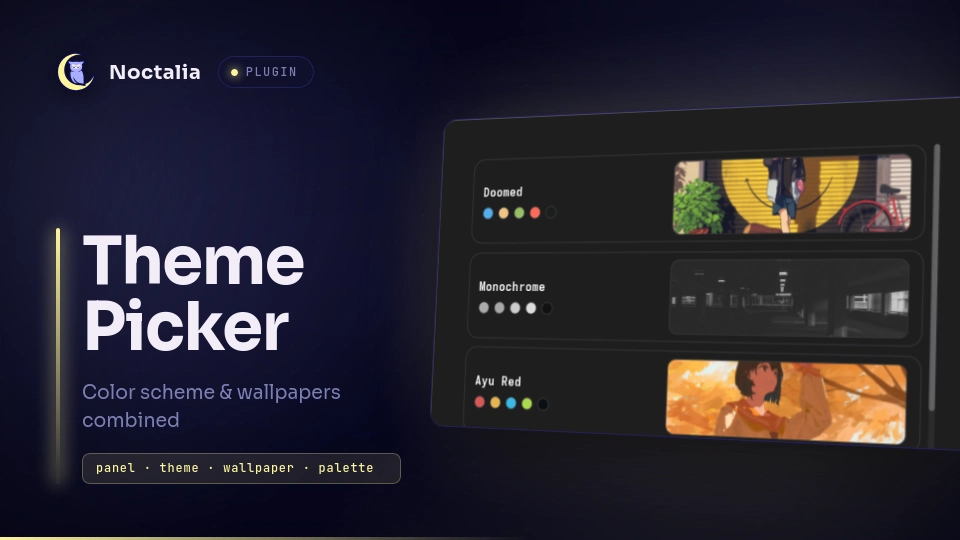 Noctalia
PLUGIN
Theme
Picker
Color scheme & wallpapers
combined
panel · theme · wallpaper · palette
Doomed
Monochrome
Ayu Red